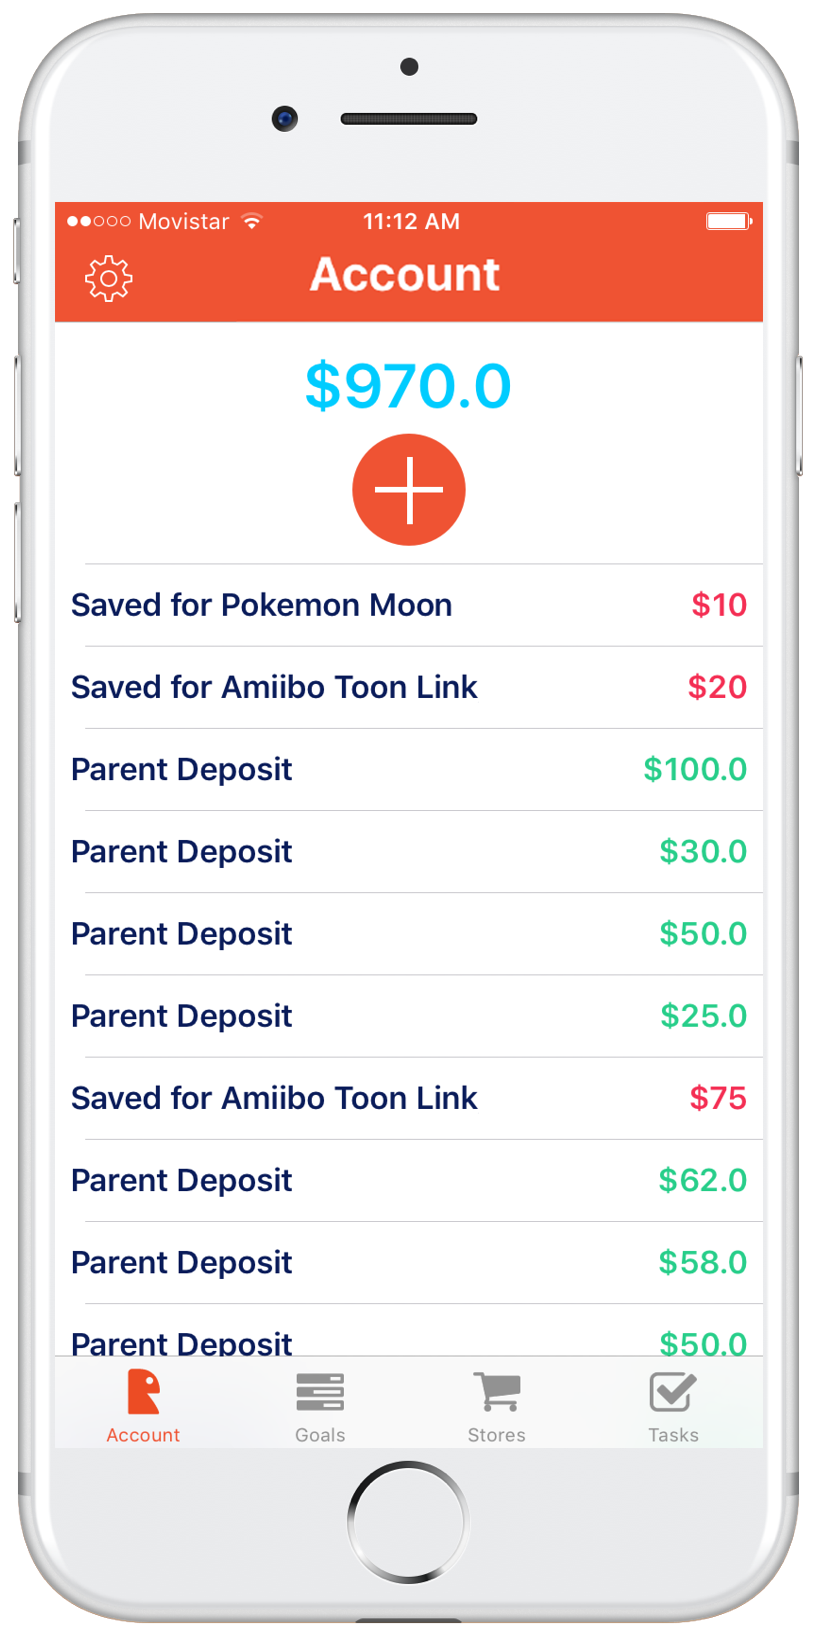 Movistar 11:12 AM
Account
$970.0
Saved for Pokemon Moon $10
Saved for Amiibo Toon Link $20
Parent Deposit $100.0
Parent Deposit $30.0
Parent Deposit $50.0
Parent Deposit $25.0
Saved for Amiibo Toon Link $75
Parent Deposit $62.0
Parent Deposit $58.0
Parent Deposit $50.0
Account Goals Stores Tasks